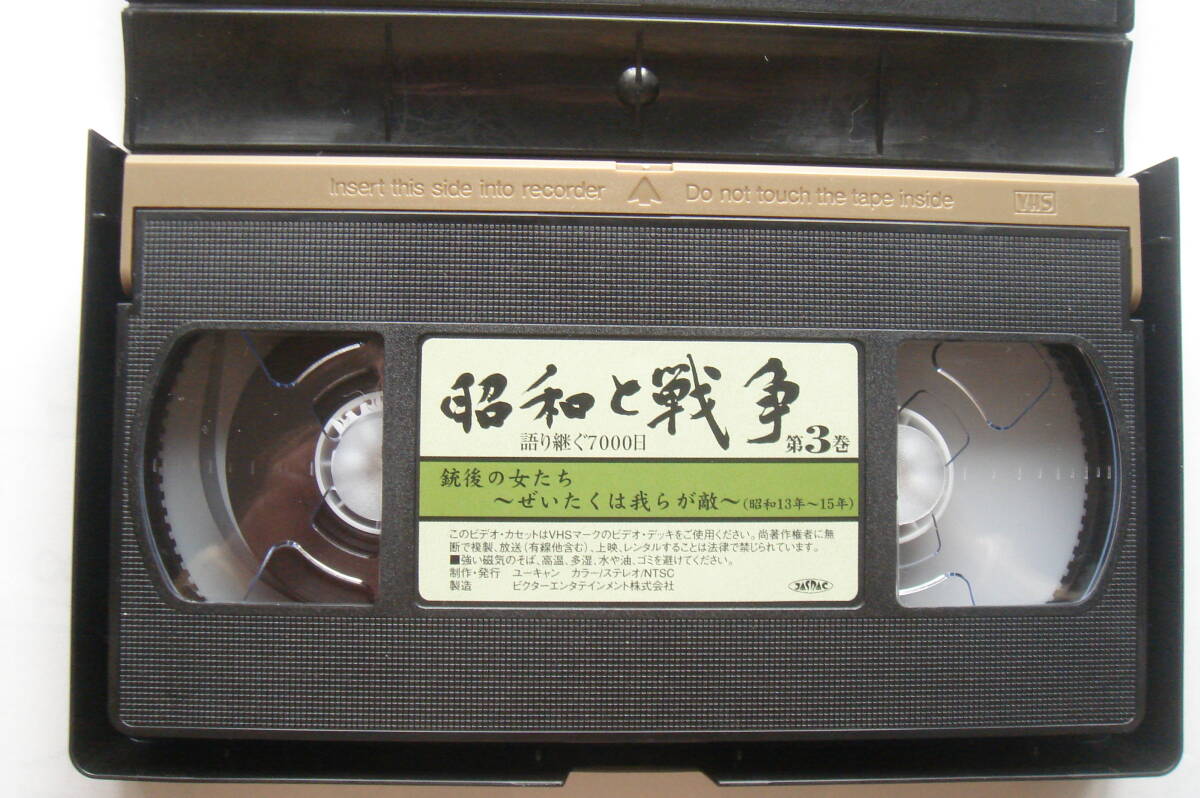 Insert this side into recorder Do not touch the tape inside VHS
昭和と戦争
語り継ぐ7000日 第3巻
銃後の女たち
〜ぜいたくは我らが敵〜(昭和13年〜15年)
このビデオ・カセットはVHSマークのビデオ・デッキをご使用ください。尚著作権者に無
断で複製、放送(有線他含む)、上映、レンタルすることは法律で禁じられています。
■強い磁気のそば、高温、多湿、水や油、ゴミを避けてください。
制作・発行 ユーキャン カラー/ステレオ/NTSC
製造 ビクターエンタテインメント株式会社 JASRAC